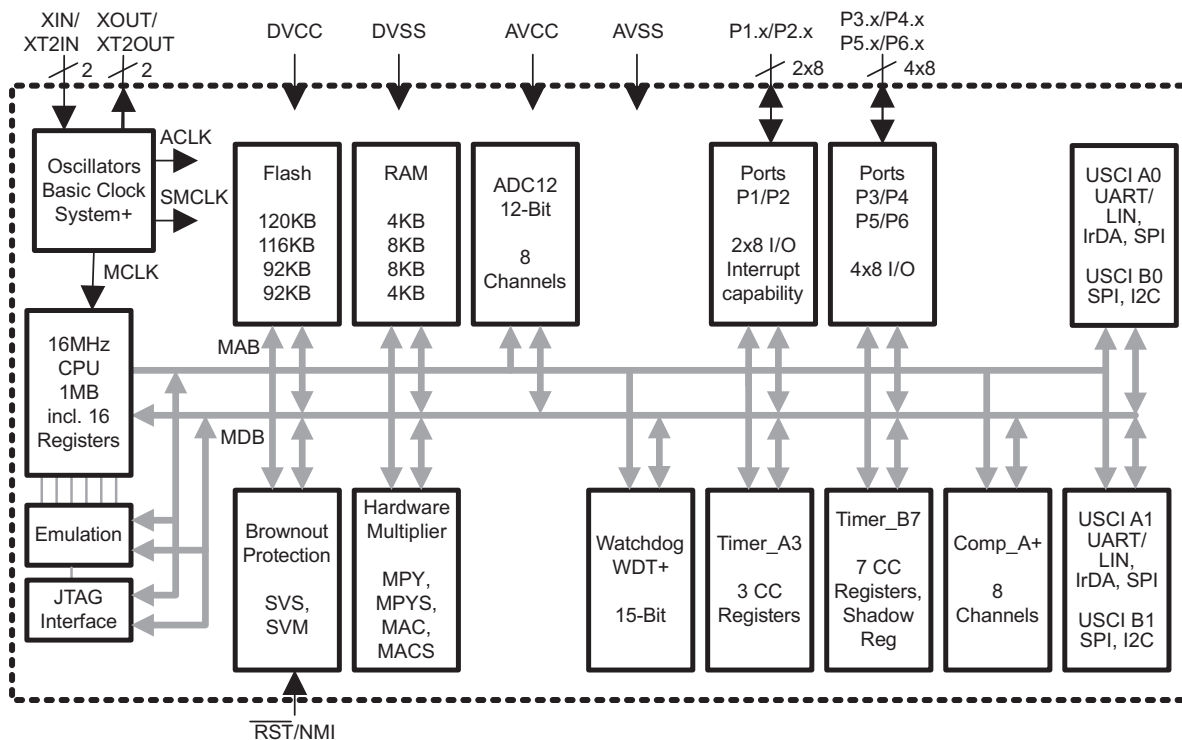 XIN/
XT2IN
XOUT/
XT2OUT
DVCC
DVSS
AVCC
AVSS
P1.x/P2.x
P3.x/P4.x
P5.x/P6.x
2
2
2x8
4x8
Oscillators
Basic Clock
System+
ACLK
SMCLK
MCLK
Flash
120KB
116KB
92KB
92KB
RAM
4KB
8KB
8KB
4KB
ADC12
12-Bit
8
Channels
Ports
P1/P2
2x8 I/O
Interrupt
capability
Ports
P3/P4
P5/P6
4x8 I/O
USCI A0
UART/
LIN,
IrDA, SPI
USCI B0
SPI, I2C
16MHz
CPU
1MB
incl. 16
Registers
MAB
MDB
Emulation
JTAG
Interface
Brownout
Protection
SVS,
SVM
Hardware
Multiplier
MPY,
MPYS,
MAC,
MACS
Watchdog
WDT+
15-Bit
Timer_A3
3 CC
Registers
Timer_B7
7 CC
Registers,
Shadow
Reg
Comp_A+
8
Channels
USCI A1
UART/
LIN,
IrDA, SPI
USCI B1
SPI, I2C
RST/NMI